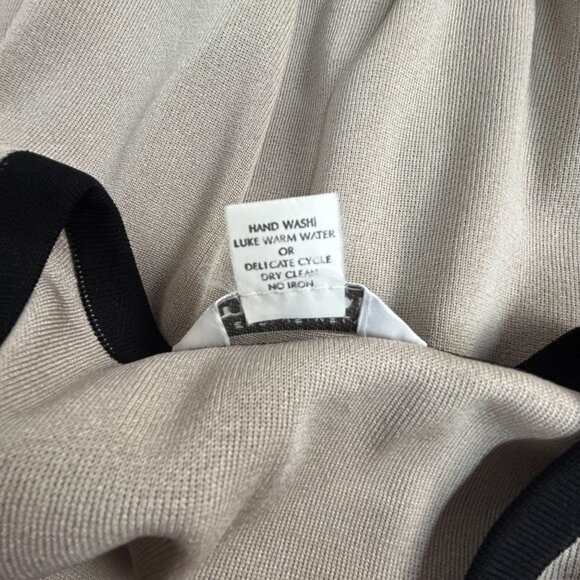 HAND WASH
LUKE WARM WATER
OR
DELICATE CYCLE
DRY CLEAN
NO IRON